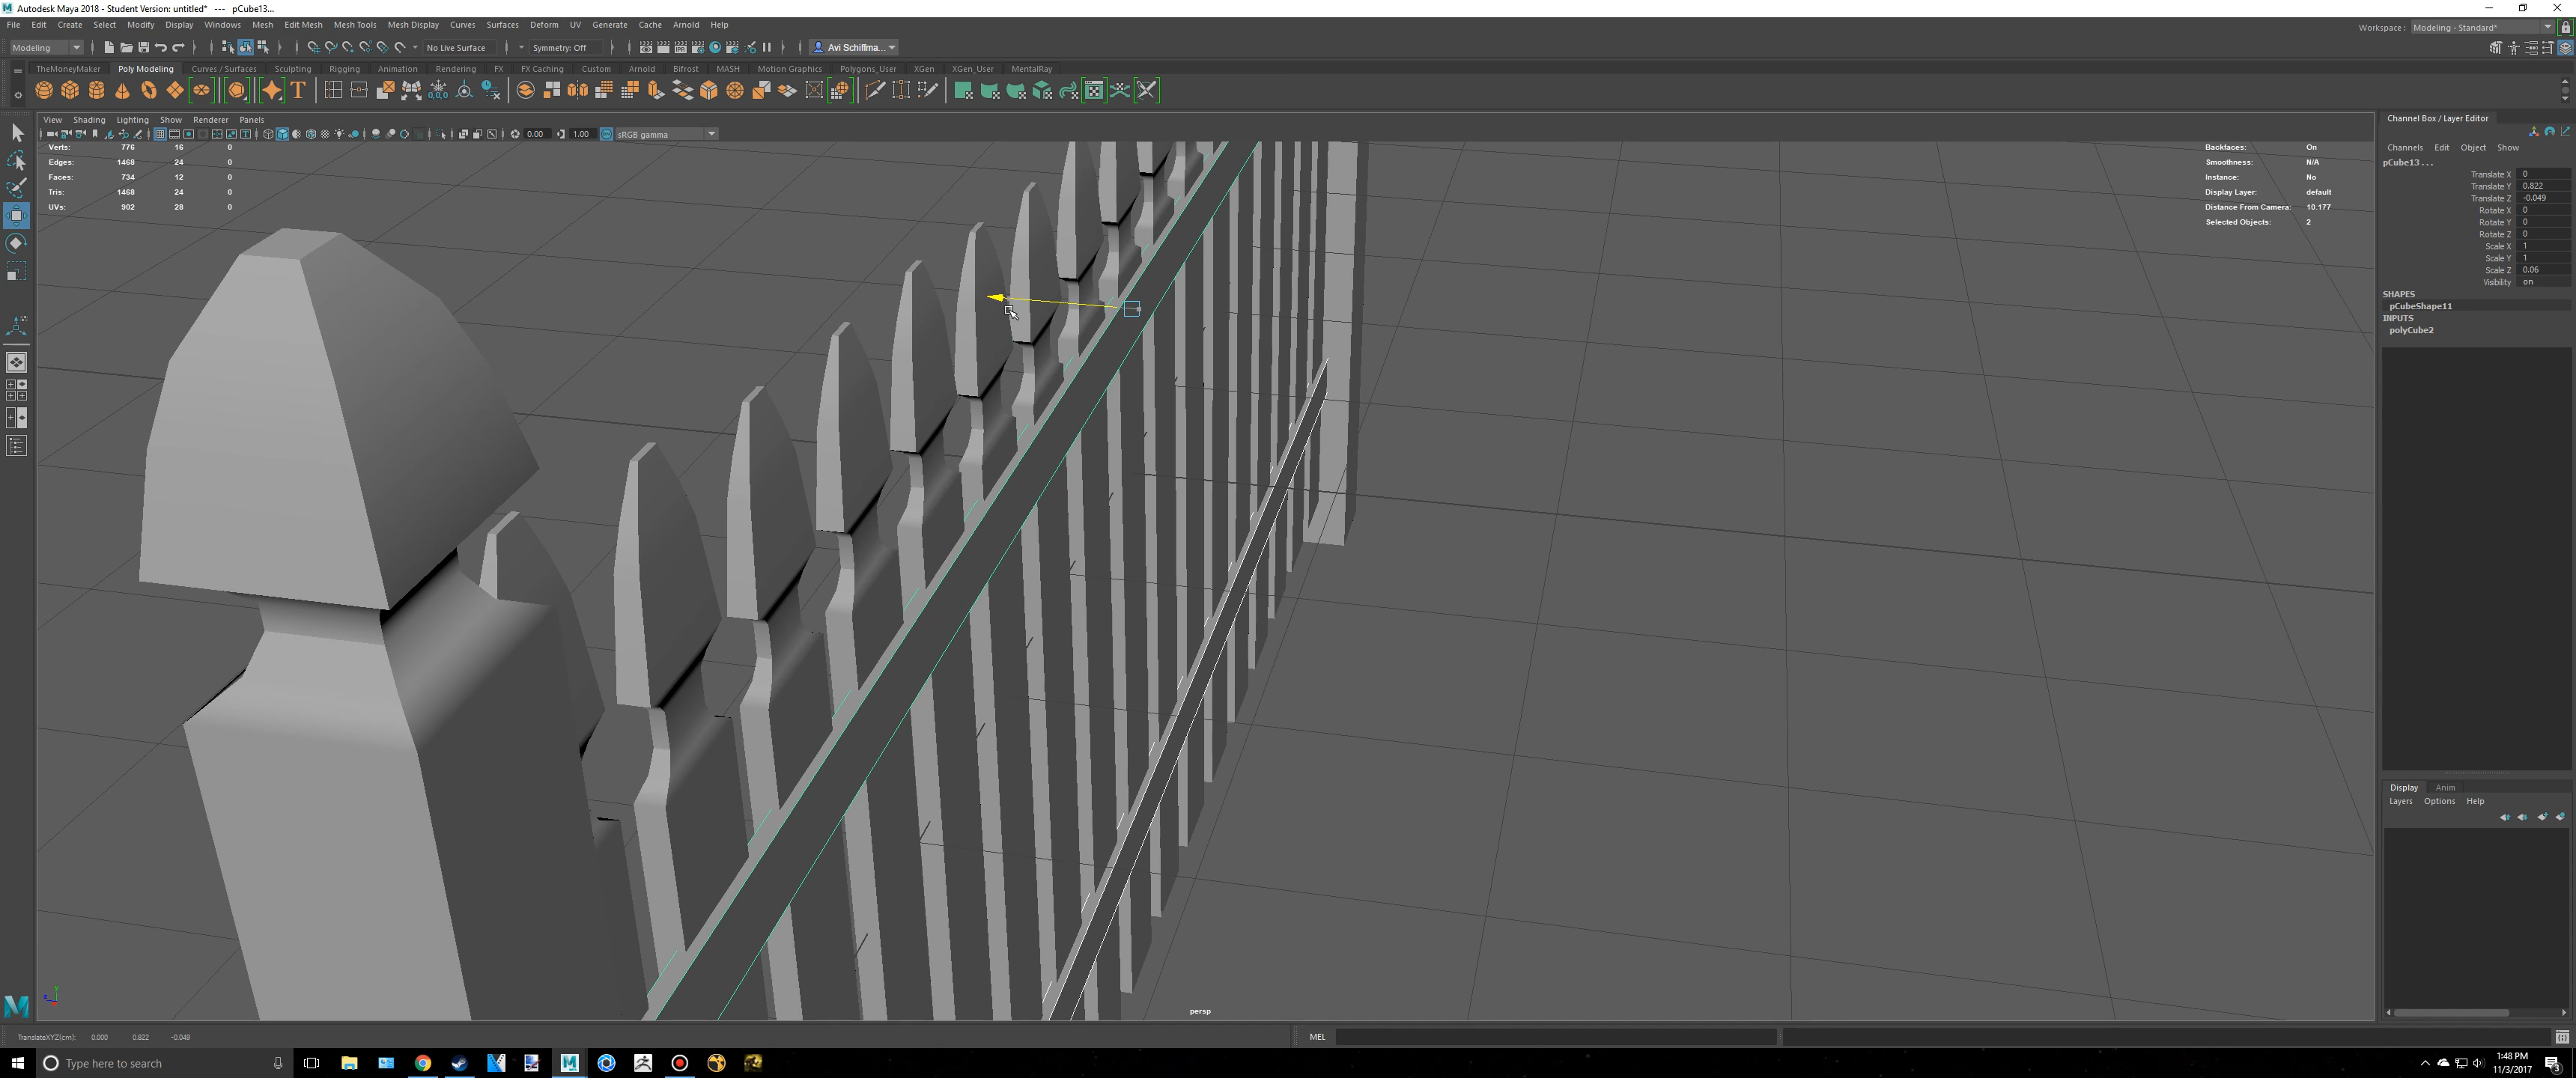 Autodesk Maya 2018 - Student Version: untitled* --- pCube13...
File Edit Create Select Modify Display Windows Mesh Edit Mesh Mesh Tools Mesh Display Curves Surfaces Deform UV Generate Cache Arnold Help
Workspace : Modeling - Standard*
Modeling No Live Surface Symmetry: Off Avi Schiffma...
TheMoneyMaker Poly Modeling Curves / Surfaces Sculpting Rigging Animation Rendering FX FX Caching Custom Arnold Bifrost MASH Motion Graphics Polygons_User XGen XGen_User MentalRay
View Shading Lighting Show Renderer Panels
0.00 1.00 sRGB gamma
Verts: 776 16 0
Edges: 1468 24 0
Faces: 734 12 0
Tris: 1468 24 0
UVs: 902 28 0
Backfaces: On
Smoothness: N/A
Instance: No
Display Layer: default
Distance From Camera: 10.177
Selected Objects: 2
Channel Box / Layer Editor
Channels Edit Object Show
pCube13 . . .
Translate X 0
Translate Y 0.822
Translate Z -0.049
Rotate X 0
Rotate Y 0
Rotate Z 0
Scale X 1
Scale Y 1
Scale Z 0.06
Visibility on
SHAPES
pCubeShape11
INPUTS
polyCube2
Display Anim
Layers Options Help
persp
TranslateXYZ(cm): 0.000 0.822 -0.049
MEL
Type here to search
1:48 PM
11/3/2017